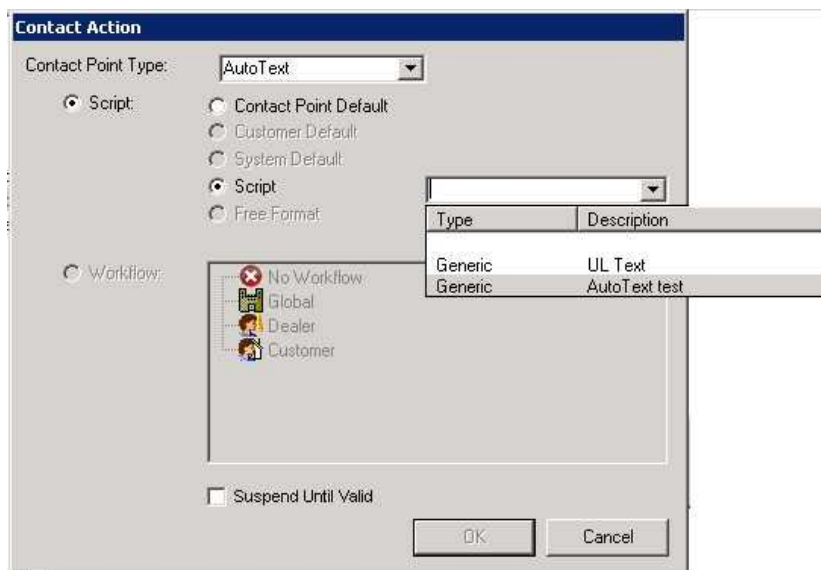 Contact Action
Contact Point Type: AutoText
Script: Contact Point Default
Customer Default
System Default
Script
Free Format
Type Description
Generic UL Text
Generic AutoText test
Workflow:
No Workflow
Global
Dealer
Customer
Suspend Until Valid
OK Cancel